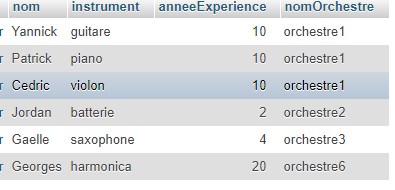 nom instrument anneeExperience nomOrchestre
r Yannick guitare 10 orchestre1
r Patrick piano 10 orchestre1
r Cedric violon 10 orchestre1
r Jordan batterie 2 orchestre2
r Gaelle saxophone 4 orchestre3
r Georges harmonica 20 orchestre6